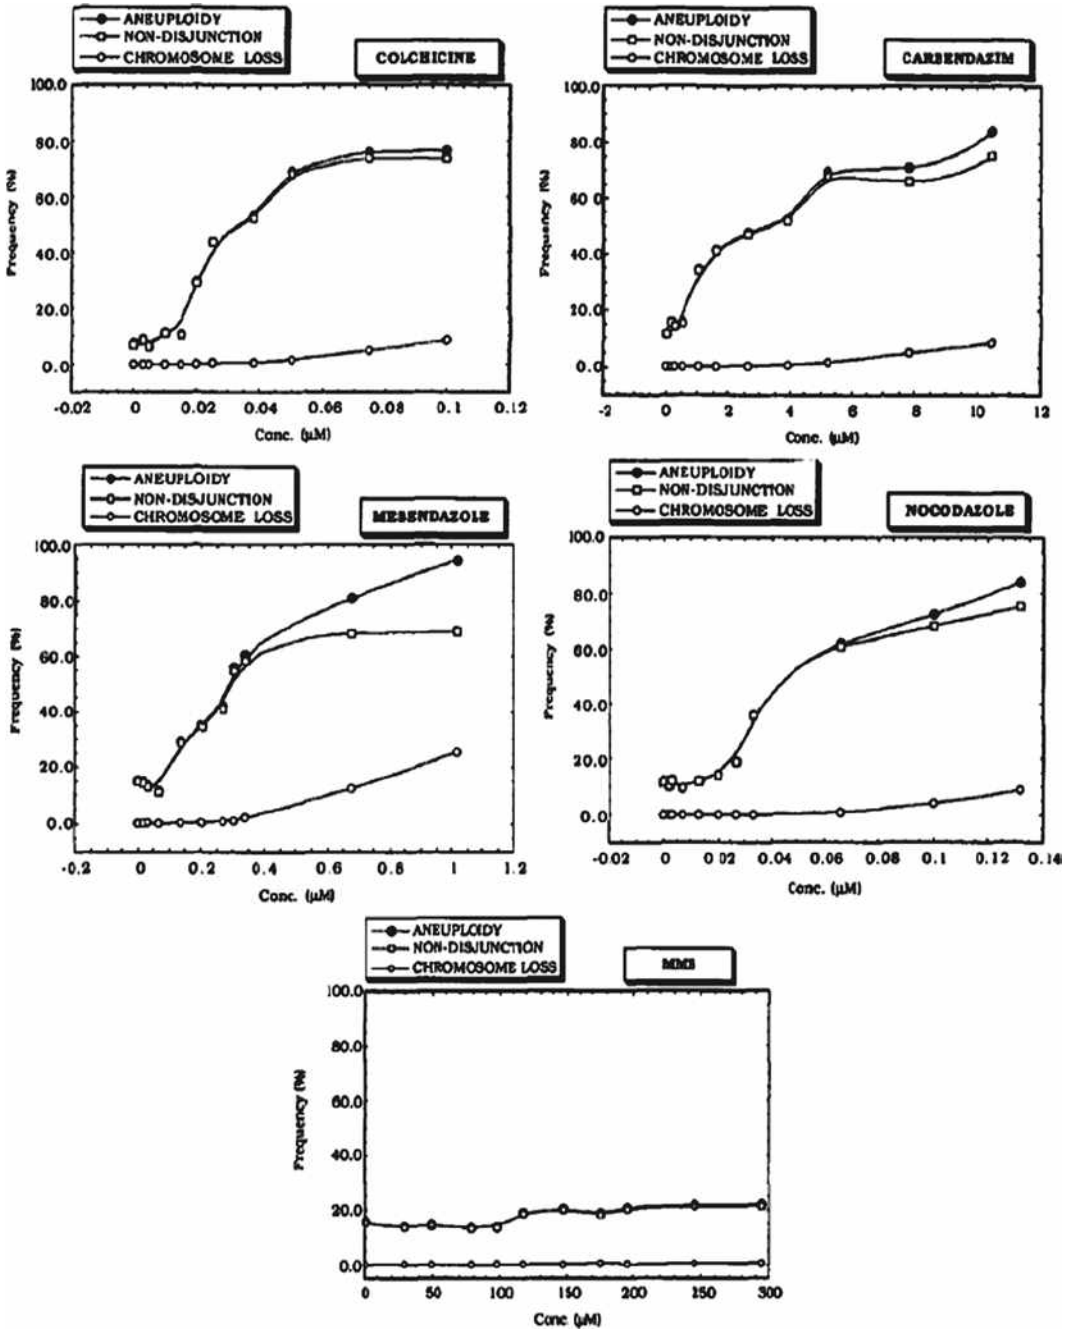 ANEUPLOIDY
NON-DISJUNCTION
CHROMOSOME LOSS
COLCHICINE
100.0
80.0
60.0
40.0
20.0
0.0
Frequency (%)
-0.02 0 0.02 0.04 0.06 0.08 0.1 0.12
Conc. (μM)
ANEUPLOIDY
NON-DISJUNCTION
CHROMOSOME LOSS
CARBENDAZIM
100.0
80.0
60.0
40.0
20.0
0.0
Frequency (%)
-2 0 2 4 6 8 10 12
Conc. (μM)
ANEUPLOIDY
NON-DISJUNCTION
CHROMOSOME LOSS
MEBENDAZOLE
100.0
80.0
60.0
40.0
20.0
0.0
Frequency (%)
-0.2 0 0.2 0.4 0.6 0.8 1 1.2
Conc. (μM)
ANEUPLOIDY
NON-DISJUNCTION
CHROMOSOME LOSS
NOCODAZOLE
100.0
80.0
60.0
40.0
20.0
0.0
Frequency (%)
-0.02 0 0.02 0.04 0.06 0.08 0.1 0.12 0.14
Conc. (μM)
ANEUPLOIDY
NON-DISJUNCTION
CHROMOSOME LOSS
MMS
100.0
80.0
60.0
40.0
20.0
0.0
Frequency (%)
0 50 100 150 200 250 300
Conc. (μM)